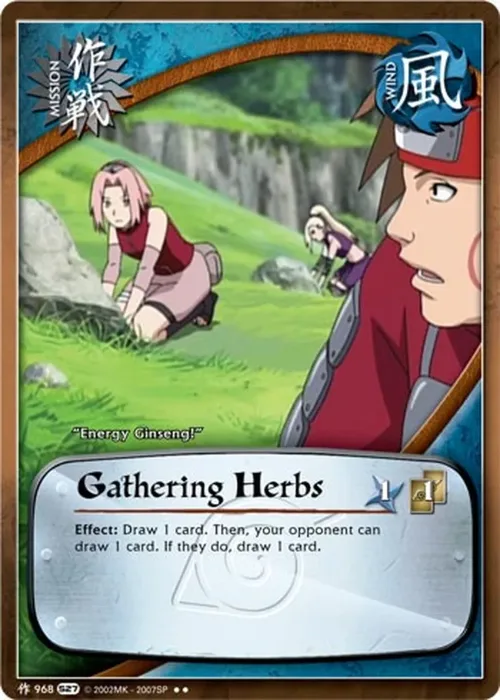 MISSION
作戦
WIND
風
"Energy Ginseng!"
Gathering Herbs
1
1
Effect: Draw 1 card. Then, your opponent can
draw 1 card. If they do, draw 1 card.
作 968 S27 © 2002MK - 2007SP